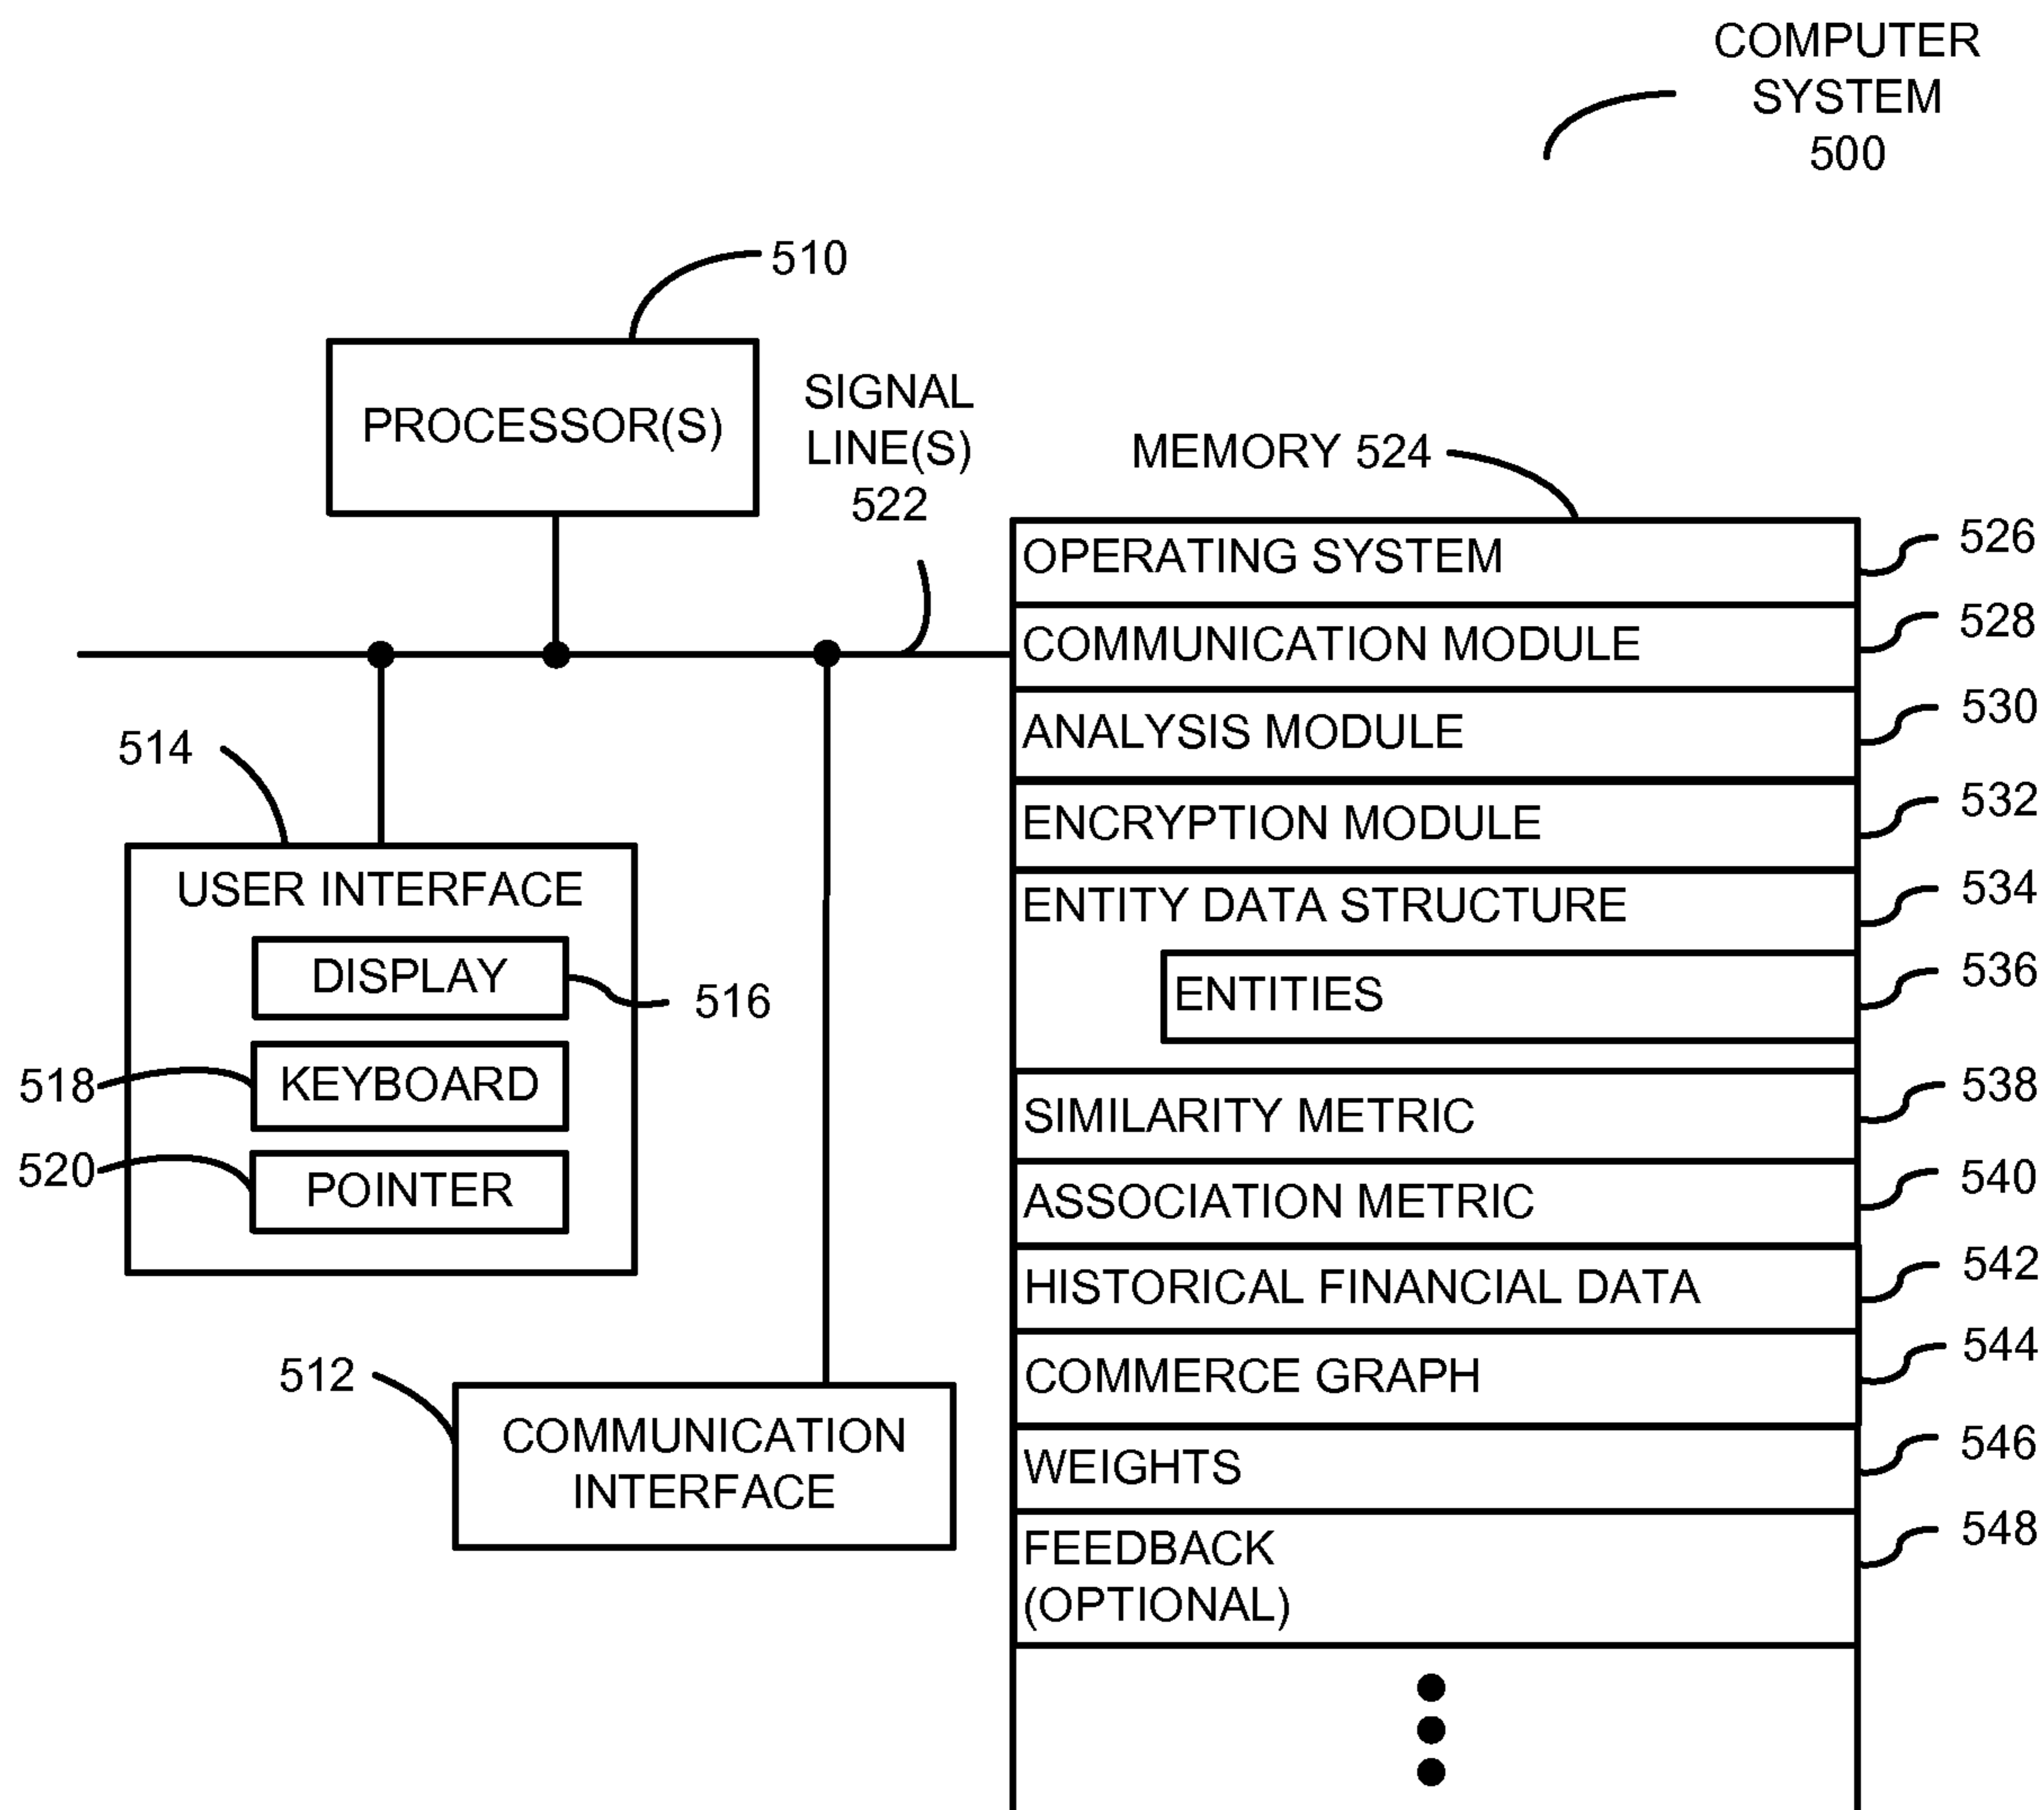 COMPUTER
SYSTEM
500
510
PROCESSOR(S)
SIGNAL
LINE(S)
522
MEMORY 524
OPERATING SYSTEM
526
COMMUNICATION MODULE
528
ANALYSIS MODULE
530
ENCRYPTION MODULE
532
ENTITY DATA STRUCTURE
534
ENTITIES
536
SIMILARITY METRIC
538
ASSOCIATION METRIC
540
HISTORICAL FINANCIAL DATA
542
COMMERCE GRAPH
544
WEIGHTS
546
FEEDBACK
(OPTIONAL)
548
514
USER INTERFACE
DISPLAY
516
518
KEYBOARD
520
POINTER
512
COMMUNICATION
INTERFACE